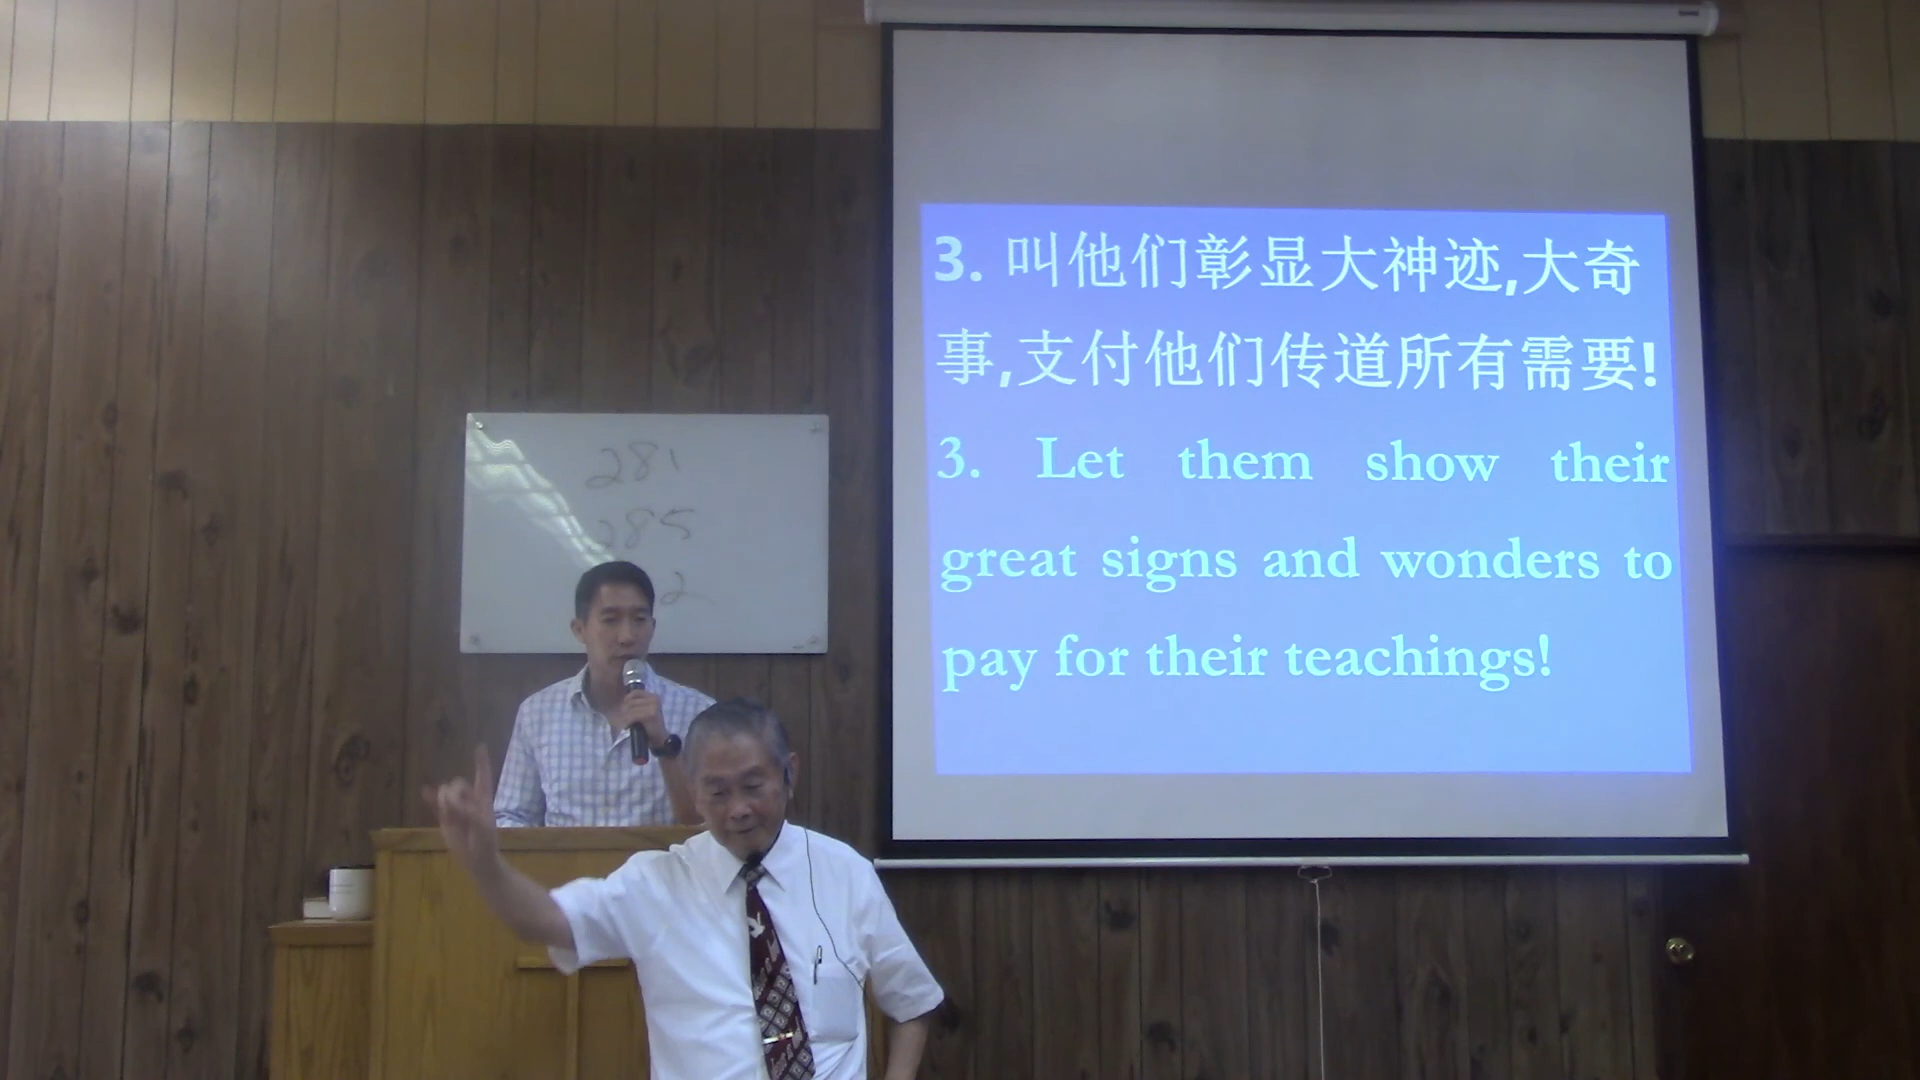 281
285
3. 叫他们彰显大神迹,大奇
事,支付他们传道所有需要!
3. Let them show their
great signs and wonders to
pay for their teachings!